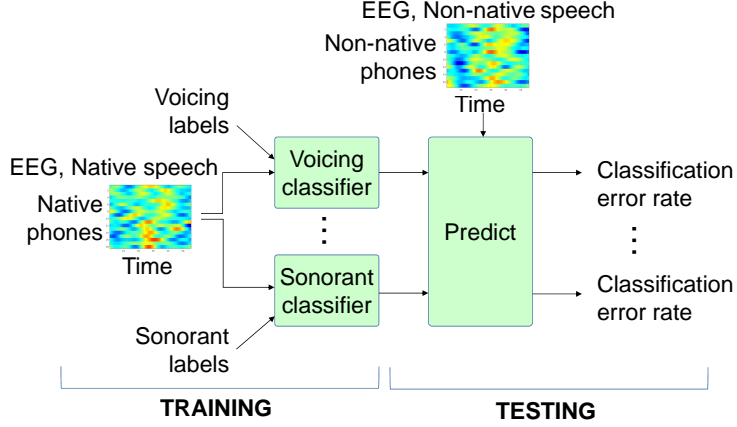 EEG, Non-native speech
Non-native
phones
Time
Voicing
labels
EEG, Native speech
Native
phones
Time
Voicing
classifier
Sonorant
classifier
Sonorant
labels
Predict
Classification
error rate
Classification
error rate
TRAINING
TESTING